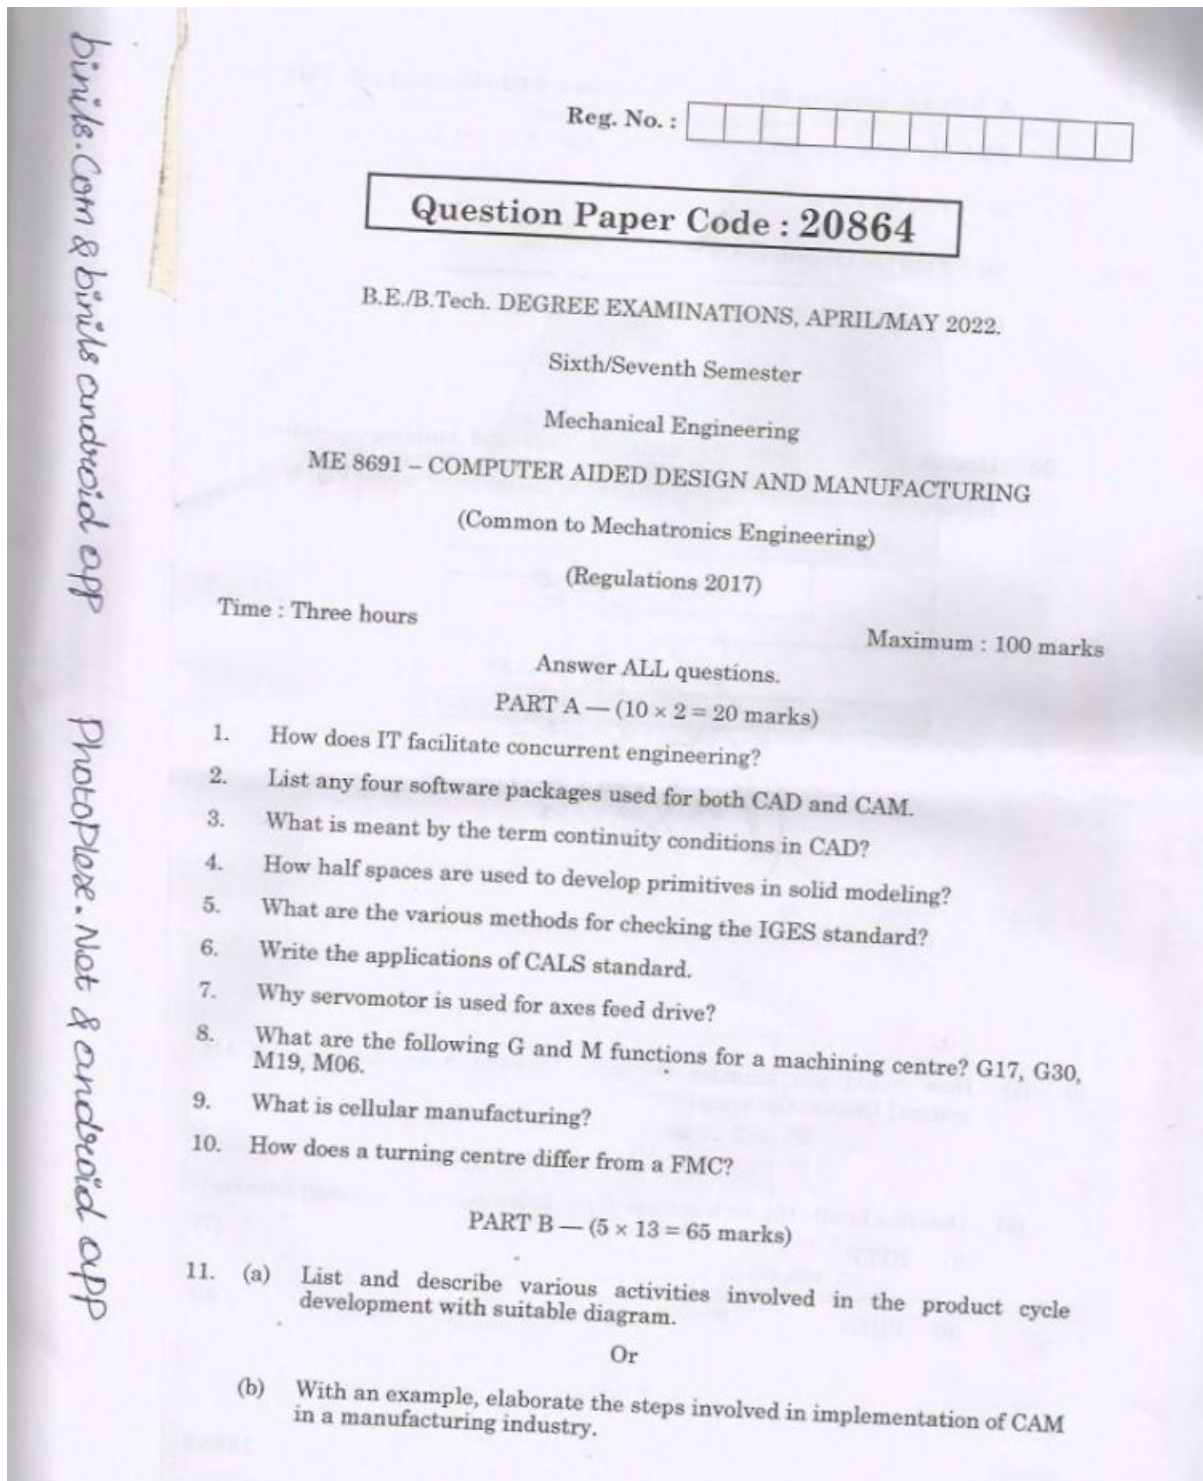 binils.Com & binils android app
PhotoPlexe.Not & android app
Reg. No. :
Question Paper Code : 20864
B.E./B.Tech. DEGREE EXAMINATIONS, APRIL/MAY 2022.
Sixth/Seventh Semester
Mechanical Engineering
ME 8691 – COMPUTER AIDED DESIGN AND MANUFACTURING
(Common to Mechatronics Engineering)
(Regulations 2017)
Time : Three hours
Maximum : 100 marks
Answer ALL questions.
PART A — (10 × 2 = 20 marks)
1. How does IT facilitate concurrent engineering?
2. List any four software packages used for both CAD and CAM.
3. What is meant by the term continuity conditions in CAD?
4. How half spaces are used to develop primitives in solid modeling?
5. What are the various methods for checking the IGES standard?
6. Write the applications of CALS standard.
7. Why servomotor is used for axes feed drive?
8. What are the following G and M functions for a machining centre? G17, G30,
M19, M06.
9. What is cellular manufacturing?
10. How does a turning centre differ from a FMC?
PART B — (5 × 13 = 65 marks)
11. (a) List and describe various activities involved in the product cycle
development with suitable diagram.
Or
(b) With an example, elaborate the steps involved in implementation of CAM
in a manufacturing industry.